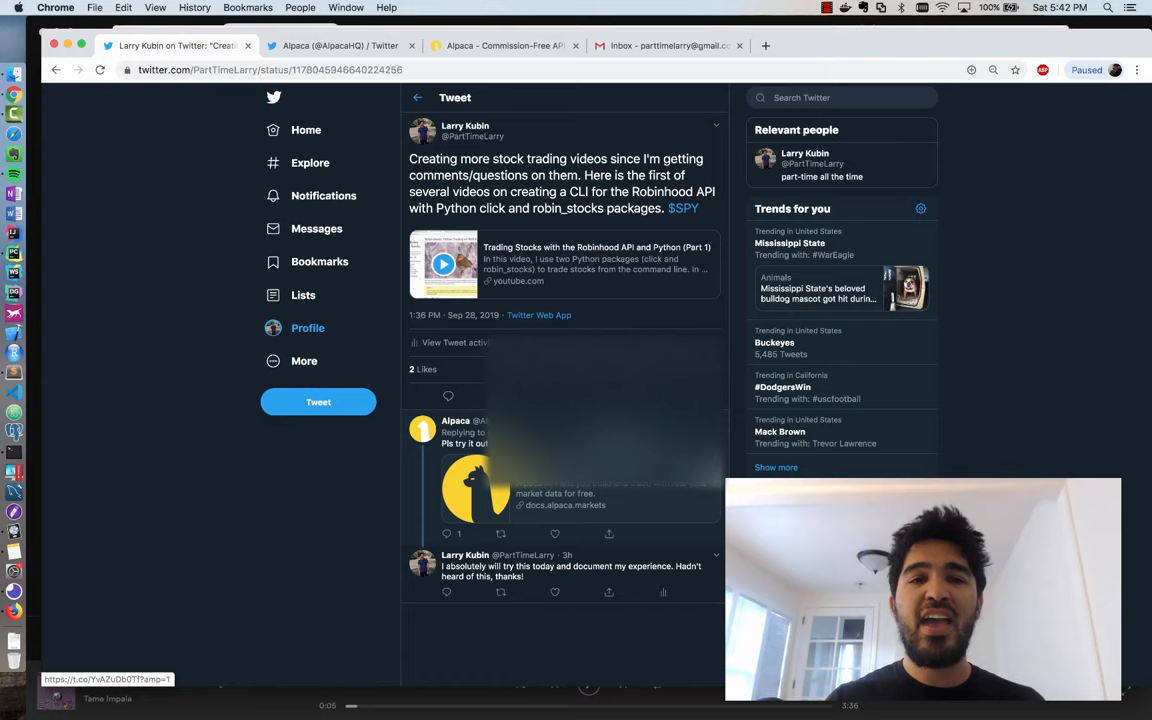 Chrome File Edit View History Bookmarks People Window Help 100% Sat 5:42 PM
Larry Kubin on Twitter: "Creati Alpaca (@AlpacaHQ) / Twitter Alpaca - Commission-Free API Inbox - parttimelarry@gmail.c
twitter.com/PartTimeLarry/status/1178045946640224256 ABP Paused
Home
Explore
Notifications
Messages
Bookmarks
Lists
Profile
More
Tweet
Tweet
Larry Kubin
@PartTimeLarry
Creating more stock trading videos since I'm getting
comments/questions on them. Here is the first of
several videos on creating a CLI for the Robinhood API
with Python click and robin_stocks packages. $SPY
Trading Stocks with the Robinhood API and Python (Part 1)
In this video, I use two Python packages (click and
robin_stocks) to trade stocks from the command line. In ...
youtube.com
1:36 PM · Sep 28, 2019 · Twitter Web App
View Tweet activ
2 Likes
Alpaca
Replying to
Pls try it out
market data for free.
docs.alpaca.markets
1
Larry Kubin @PartTimeLarry · 3h
I absolutely will try this today and document my experience. Hadn't
heard of this, thanks!
Search Twitter
Relevant people
Larry Kubin
@PartTimeLarry
part-time all the time
Trends for you
Trending in United States
Mississippi State
Trending with: #WarEagle
Animals
Mississippi State's beloved
bulldog mascot got hit durin...
Trending in United States
Buckeyes
5,485 Tweets
Trending in California
#DodgersWin
Trending with: #uscfootball
Trending in United States
Mack Brown
Trending with: Trevor Lawrence
Show more
https://t.co/YvAZuDb0Tf?amp=1
Tame Impala
0:05 3:36